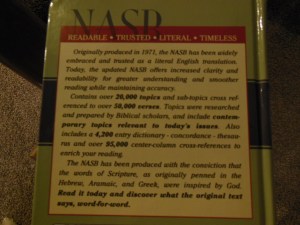 NASB
READABLE • TRUSTED • LITERAL • TIMELESS
Originally produced in 1971, the NASB has been widely
embraced and trusted as a literal English translation.
Today, the updated NASB offers increased clarity and
readability for greater understanding and smoother
reading while maintaining accuracy.
Contains over 20,000 topics and sub-topics cross ref
erenced to over 58,000 verses. Topics were researched
and prepared by Biblical scholars, and include contem-
porary topics relevant to today's issues. Also
includes a 4,200 entry dictionary - concordance - thesau-
rus and over 95,000 center-column cross-references to
enrich your reading.
The NASB has been produced with the conviction that
the words of Scripture, as originally penned in the
Hebrew, Aramaic, and Greek, were inspired by God.
Read it today and discover what the original text
says, word-for-word.